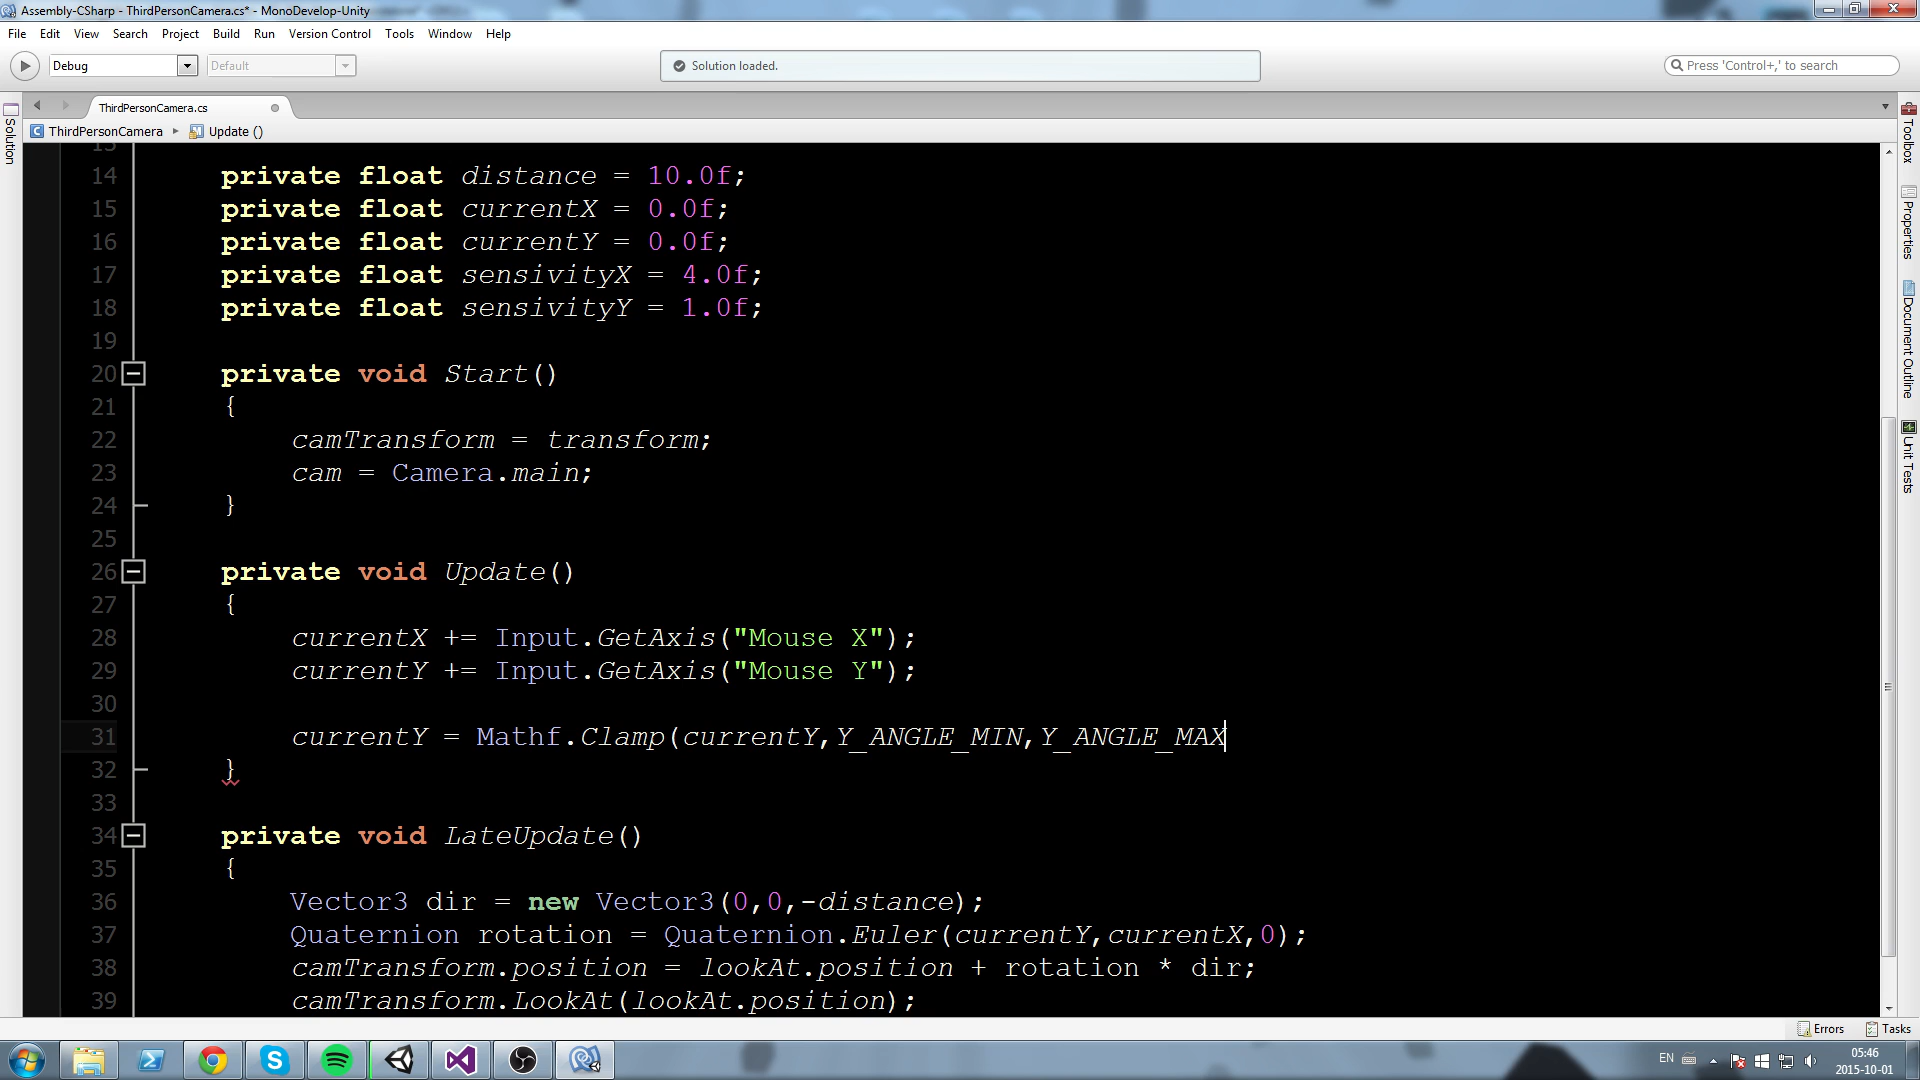 Assembly-CSharp - ThirdPersonCamera.cs* - MonoDevelop-Unity
File Edit View Search Project Build Run Version Control Tools Window Help
Debug Default Solution loaded. Press 'Control+,' to search
ThirdPersonCamera.cs
ThirdPersonCamera Update ()
Solution
Toolbox
Properties
Document Outline
Unit Tests
14 private float distance = 10.0f;
15 private float currentX = 0.0f;
16 private float currentY = 0.0f;
17 private float sensivityX = 4.0f;
18 private float sensivityY = 1.0f;
19
20 private void Start()
21 {
22 camTransform = transform;
23 cam = Camera.main;
24 }
25
26 private void Update()
27 {
28 currentX += Input.GetAxis("Mouse X");
29 currentY += Input.GetAxis("Mouse Y");
30
31 currentY = Mathf.Clamp(currentY,Y_ANGLE_MIN,Y_ANGLE_MAX
32 }
33
34 private void LateUpdate()
35 {
36 Vector3 dir = new Vector3(0,0,-distance);
37 Quaternion rotation = Quaternion.Euler(currentY,currentX,0);
38 camTransform.position = lookAt.position + rotation * dir;
39 camTransform.LookAt(lookAt.position);
Errors Tasks
EN 05:46
2015-10-01